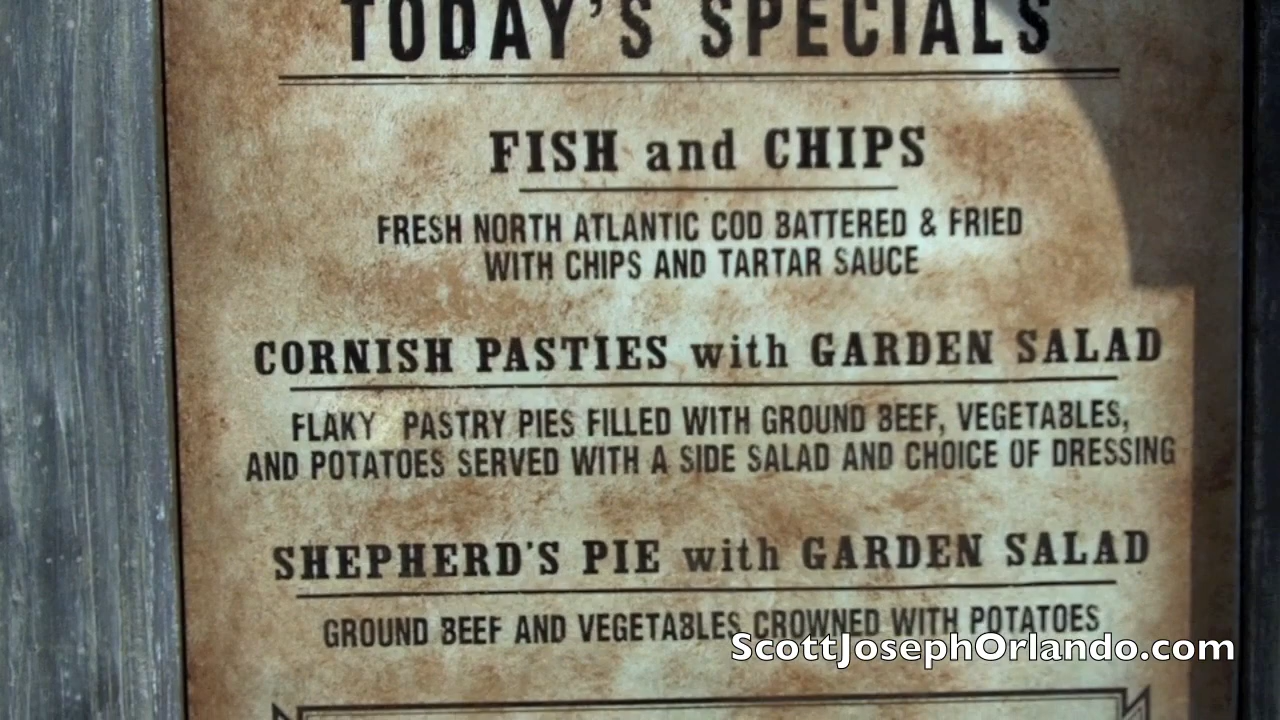 TODAY'S SPECIALS
FISH and CHIPS
FRESH NORTH ATLANTIC COD BATTERED & FRIED
WITH CHIPS AND TARTAR SAUCE
CORNISH PASTIES with GARDEN SALAD
FLAKY PASTRY PIES FILLED WITH GROUND BEEF, VEGETABLES,
AND POTATOES SERVED WITH A SIDE SALAD AND CHOICE OF DRESSING
SHEPHERD'S PIE with GARDEN SALAD
GROUND BEEF AND VEGETABLES CROWNED WITH POTATOES
ScottJosephOrlando.com